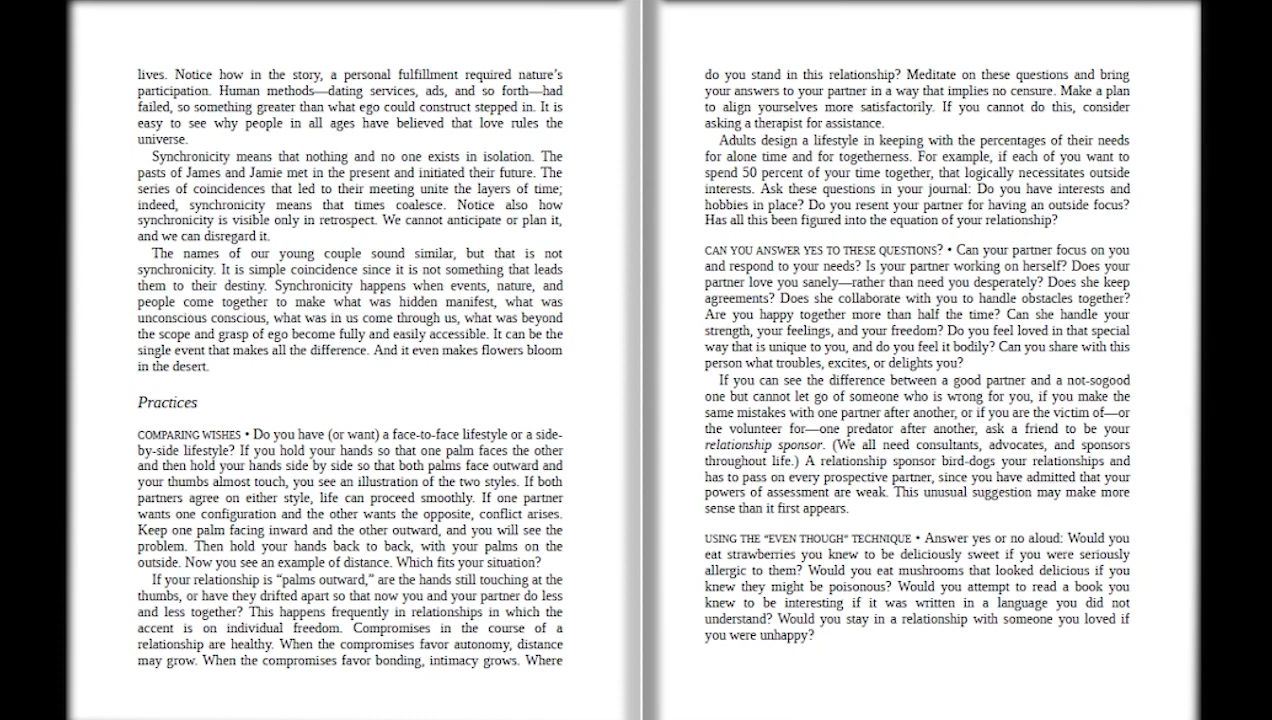 lives. Notice how in the story, a personal fulfillment required nature's
participation. Human methods—dating services, ads, and so forth—had
failed, so something greater than what ego could construct stepped in. It is
easy to see why people in all ages have believed that love rules the
universe.
Synchronicity means that nothing and no one exists in isolation. The
pasts of James and Jamie met in the present and initiated their future. The
series of coincidences that led to their meeting unite the layers of time;
indeed, synchronicity means that times coalesce. Notice also how
synchronicity is visible only in retrospect. We cannot anticipate or plan it,
and we can disregard it.
The names of our young couple sound similar, but that is not
synchronicity. It is simple coincidence since it is not something that leads
them to their destiny. Synchronicity happens when events, nature, and
people come together to make what was hidden manifest, what was
unconscious conscious, what was in us come through us, what was beyond
the scope and grasp of ego become fully and easily accessible. It can be the
single event that makes all the difference. And it even makes flowers bloom
in the desert.
Practices
COMPARING WISHES • Do you have (or want) a face-to-face lifestyle or a side-
by-side lifestyle? If you hold your hands so that one palm faces the other
and then hold your hands side by side so that both palms face outward and
your thumbs almost touch, you see an illustration of the two styles. If both
partners agree on either style, life can proceed smoothly. If one partner
wants one configuration and the other wants the opposite, conflict arises.
Keep one palm facing inward and the other outward, and you will see the
problem. Then hold your hands back to back, with your palms on the
outside. Now you see an example of distance. Which fits your situation?
If your relationship is “palms outward,” are the hands still touching at the
thumbs, or have they drifted apart so that now you and your partner do less
and less together? This happens frequently in relationships in which the
accent is on individual freedom. Compromises in the course of a
relationship are healthy. When the compromises favor autonomy, distance
may grow. When the compromises favor bonding, intimacy grows. Where
do you stand in this relationship? Meditate on these questions and bring
your answers to your partner in a way that implies no censure. Make a plan
to align yourselves more satisfactorily. If you cannot do this, consider
asking a therapist for assistance.
Adults design a lifestyle in keeping with the percentages of their needs
for alone time and for togetherness. For example, if each of you want to
spend 50 percent of your time together, that logically necessitates outside
interests. Ask these questions in your journal: Do you have interests and
hobbies in place? Do you resent your partner for having an outside focus?
Has all this been figured into the equation of your relationship?
CAN YOU ANSWER YES TO THESE QUESTIONS? • Can your partner focus on you
and respond to your needs? Is your partner working on herself? Does your
partner love you sanely—rather than need you desperately? Does she keep
agreements? Does she collaborate with you to handle obstacles together?
Are you happy together more than half the time? Can she handle your
strength, your feelings, and your freedom? Do you feel loved in that special
way that is unique to you, and do you feel it bodily? Can you share with this
person what troubles, excites, or delights you?
If you can see the difference between a good partner and a not-sogood
one but cannot let go of someone who is wrong for you, if you make the
same mistakes with one partner after another, or if you are the victim of—or
the volunteer for—one predator after another, ask a friend to be your
relationship sponsor. (We all need consultants, advocates, and sponsors
throughout life.) A relationship sponsor bird-dogs your relationships and
has to pass on every prospective partner, since you have admitted that your
powers of assessment are weak. This unusual suggestion may make more
sense than it first appears.
USING THE “EVEN THOUGH” TECHNIQUE • Answer yes or no aloud: Would you
eat strawberries you knew to be deliciously sweet if you were seriously
allergic to them? Would you eat mushrooms that looked delicious if you
knew they might be poisonous? Would you attempt to read a book you
knew to be interesting if it was written in a language you did not
understand? Would you stay in a relationship with someone you loved if
you were unhappy?